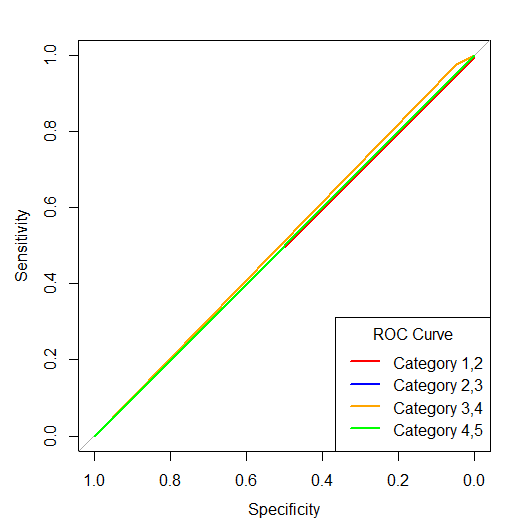 1.0
0.8
0.6
0.4
0.2
0.0
Sensitivity
ROC Curve
Category 1,2
Category 2,3
Category 3,4
Category 4,5
1.0 0.8 0.6 0.4 0.2 0.0
Specificity